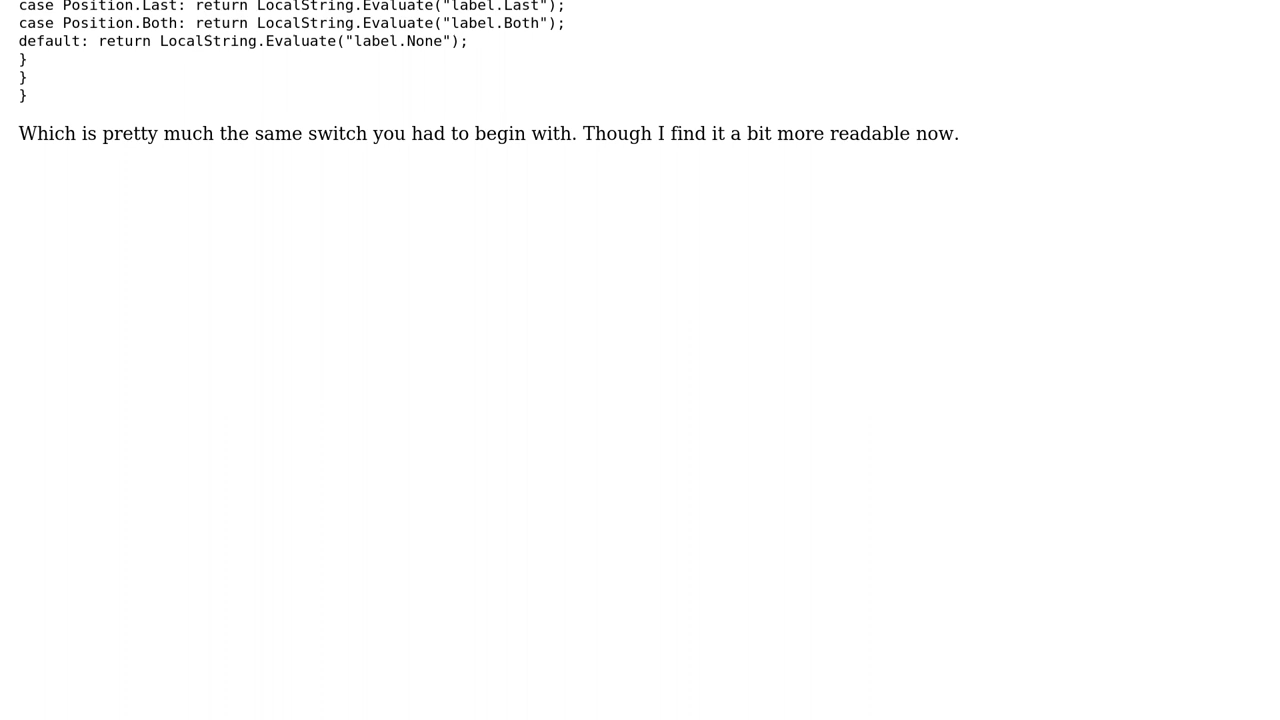 case Position.Last: return LocalString.Evaluate("label.Last");
case Position.Both: return LocalString.Evaluate("label.Both");
default: return LocalString.Evaluate("label.None");
}
}
}
Which is pretty much the same switch you had to begin with. Though I find it a bit more readable now.